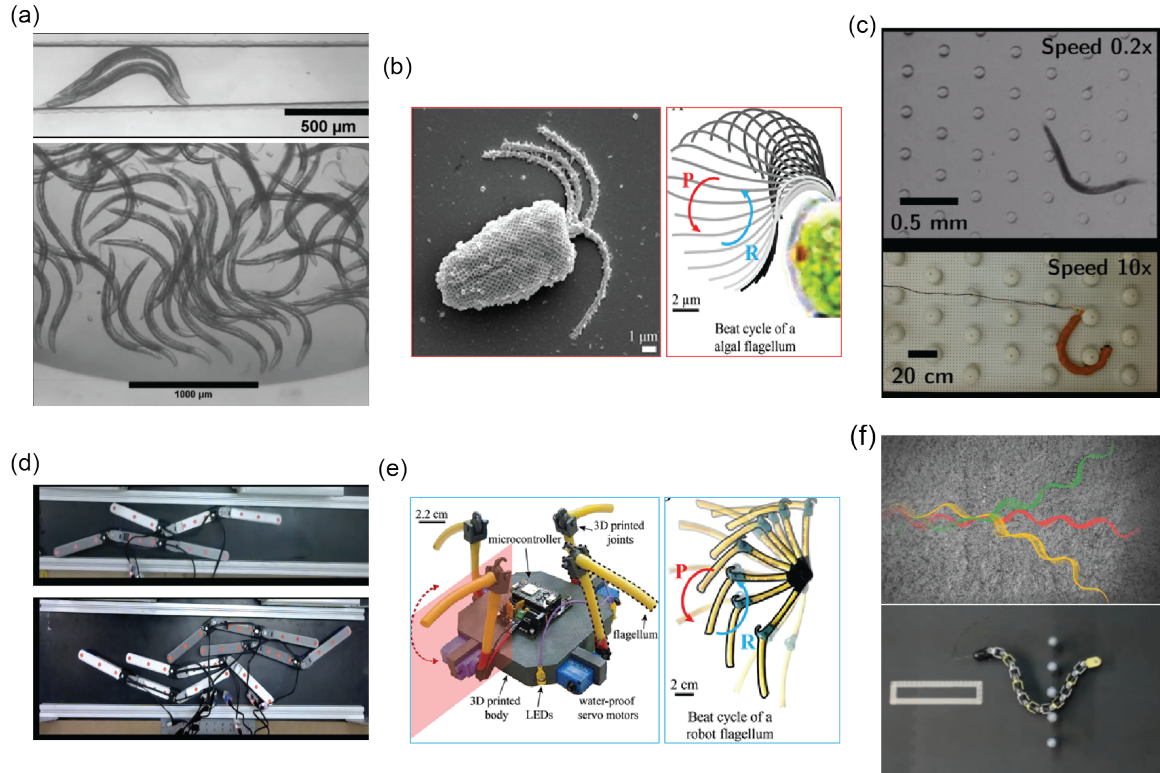 (a)
500 µm
1000 µm
(b)
P
R
1 µm
2 µm
Beat cycle of a
algal flagellum
(c)
Speed 0.2x
0.5 mm
Speed 10x
20 cm
(d)
(e)
2.2 cm
3D printed
joints
microcontroller
flagellum
3D printed
body
LEDs
water-proof
servo motors
P
R
2 cm
Beat cycle of a
robot flagellum
(f)